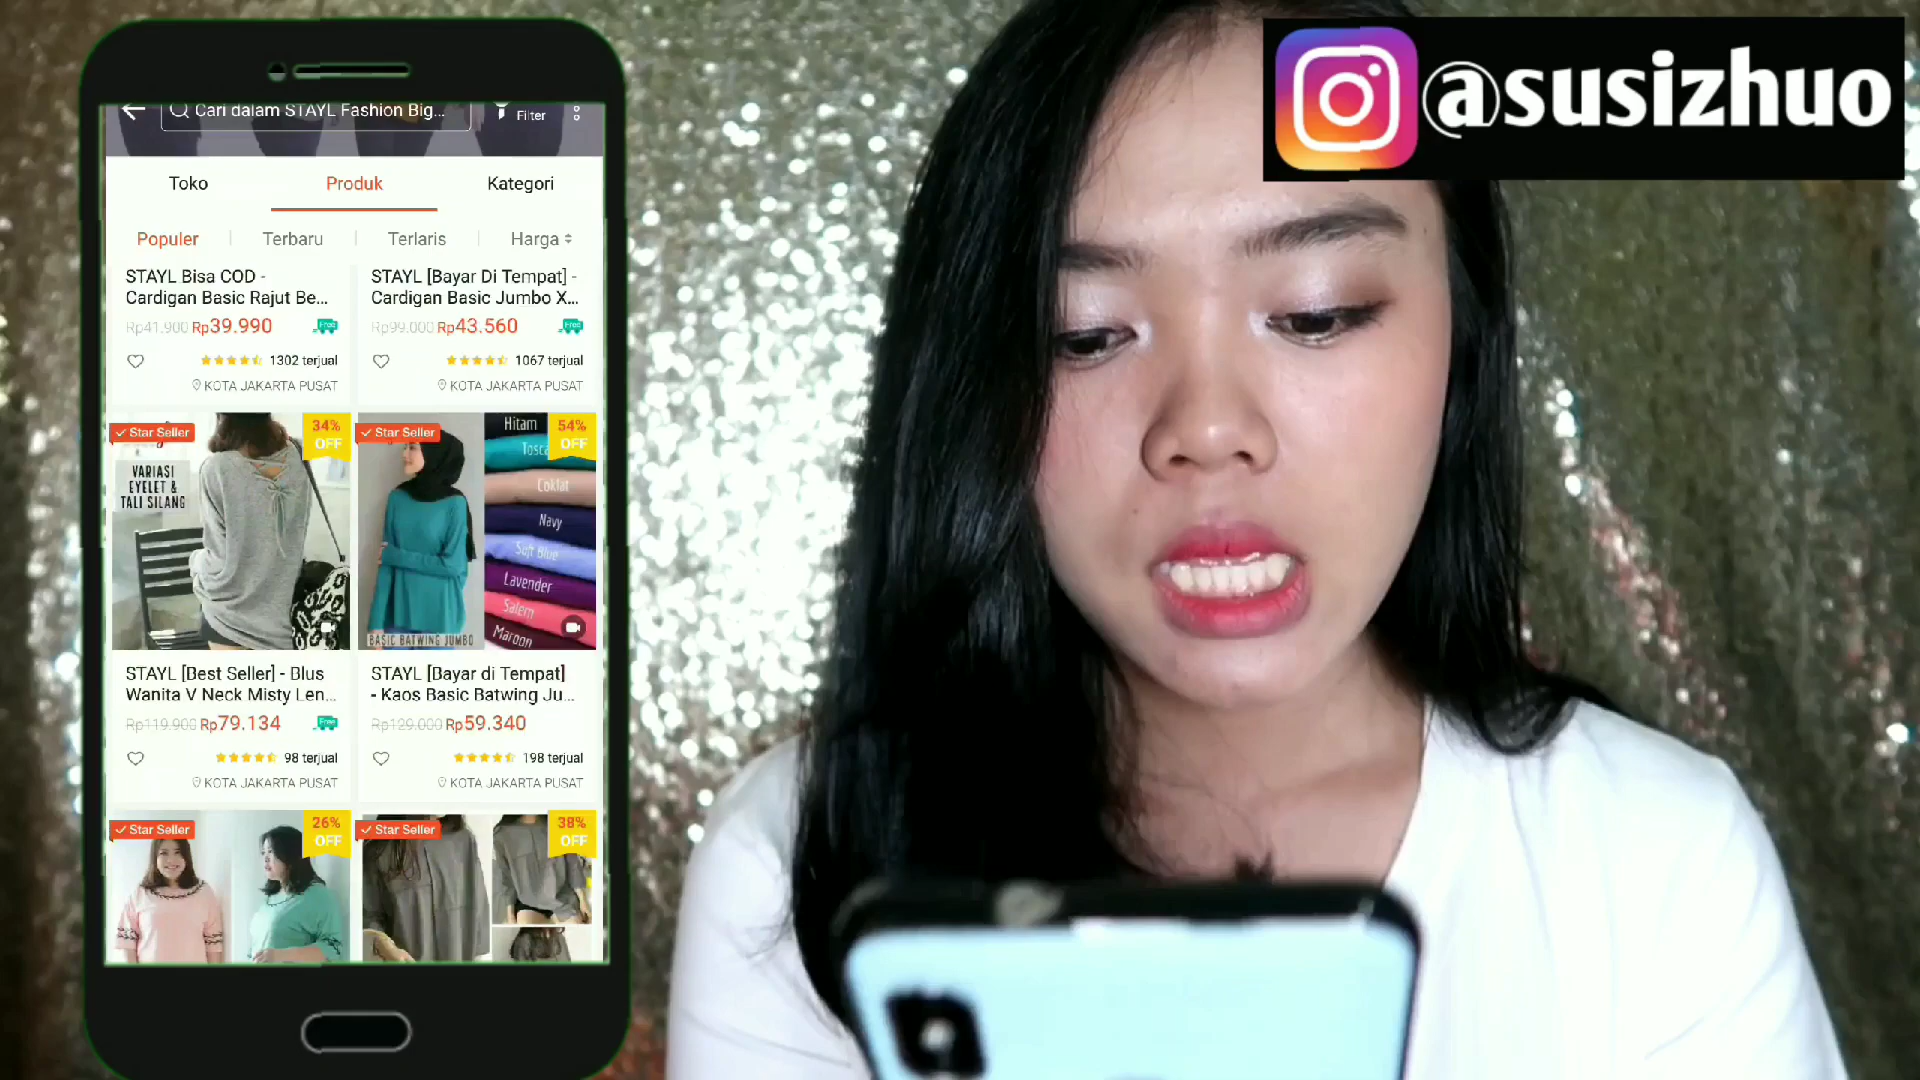 @susizhuo
Cari dalam STAYL Fashion Big...
Filter
Toko
Produk
Kategori
Populer
Terbaru
Terlaris
Harga
STAYL Bisa COD -
Cardigan Basic Rajut Be...
Rp41.900 Rp39.990
Free
1302 terjual
KOTA JAKARTA PUSAT
STAYL [Bayar Di Tempat] -
Cardigan Basic Jumbo X...
Rp99.000 Rp43.560
Free
1067 terjual
KOTA JAKARTA PUSAT
Star Seller
34%
OFF
VARIASI
EYELET &
TALI SILANG
STAYL [Best Seller] - Blus
Wanita V Neck Misty Len...
Rp119.900 Rp79.134
Free
98 terjual
KOTA JAKARTA PUSAT
Star Seller
54%
OFF
Hitam
Tosca
Coklat
Navy
Soft Blue
Lavender
Salem
Maroon
BASIC BATWING JUMBO
STAYL [Bayar di Tempat]
- Kaos Basic Batwing Ju...
Rp129.000 Rp59.340
198 terjual
KOTA JAKARTA PUSAT
Star Seller
26%
OFF
Star Seller
38%
OFF